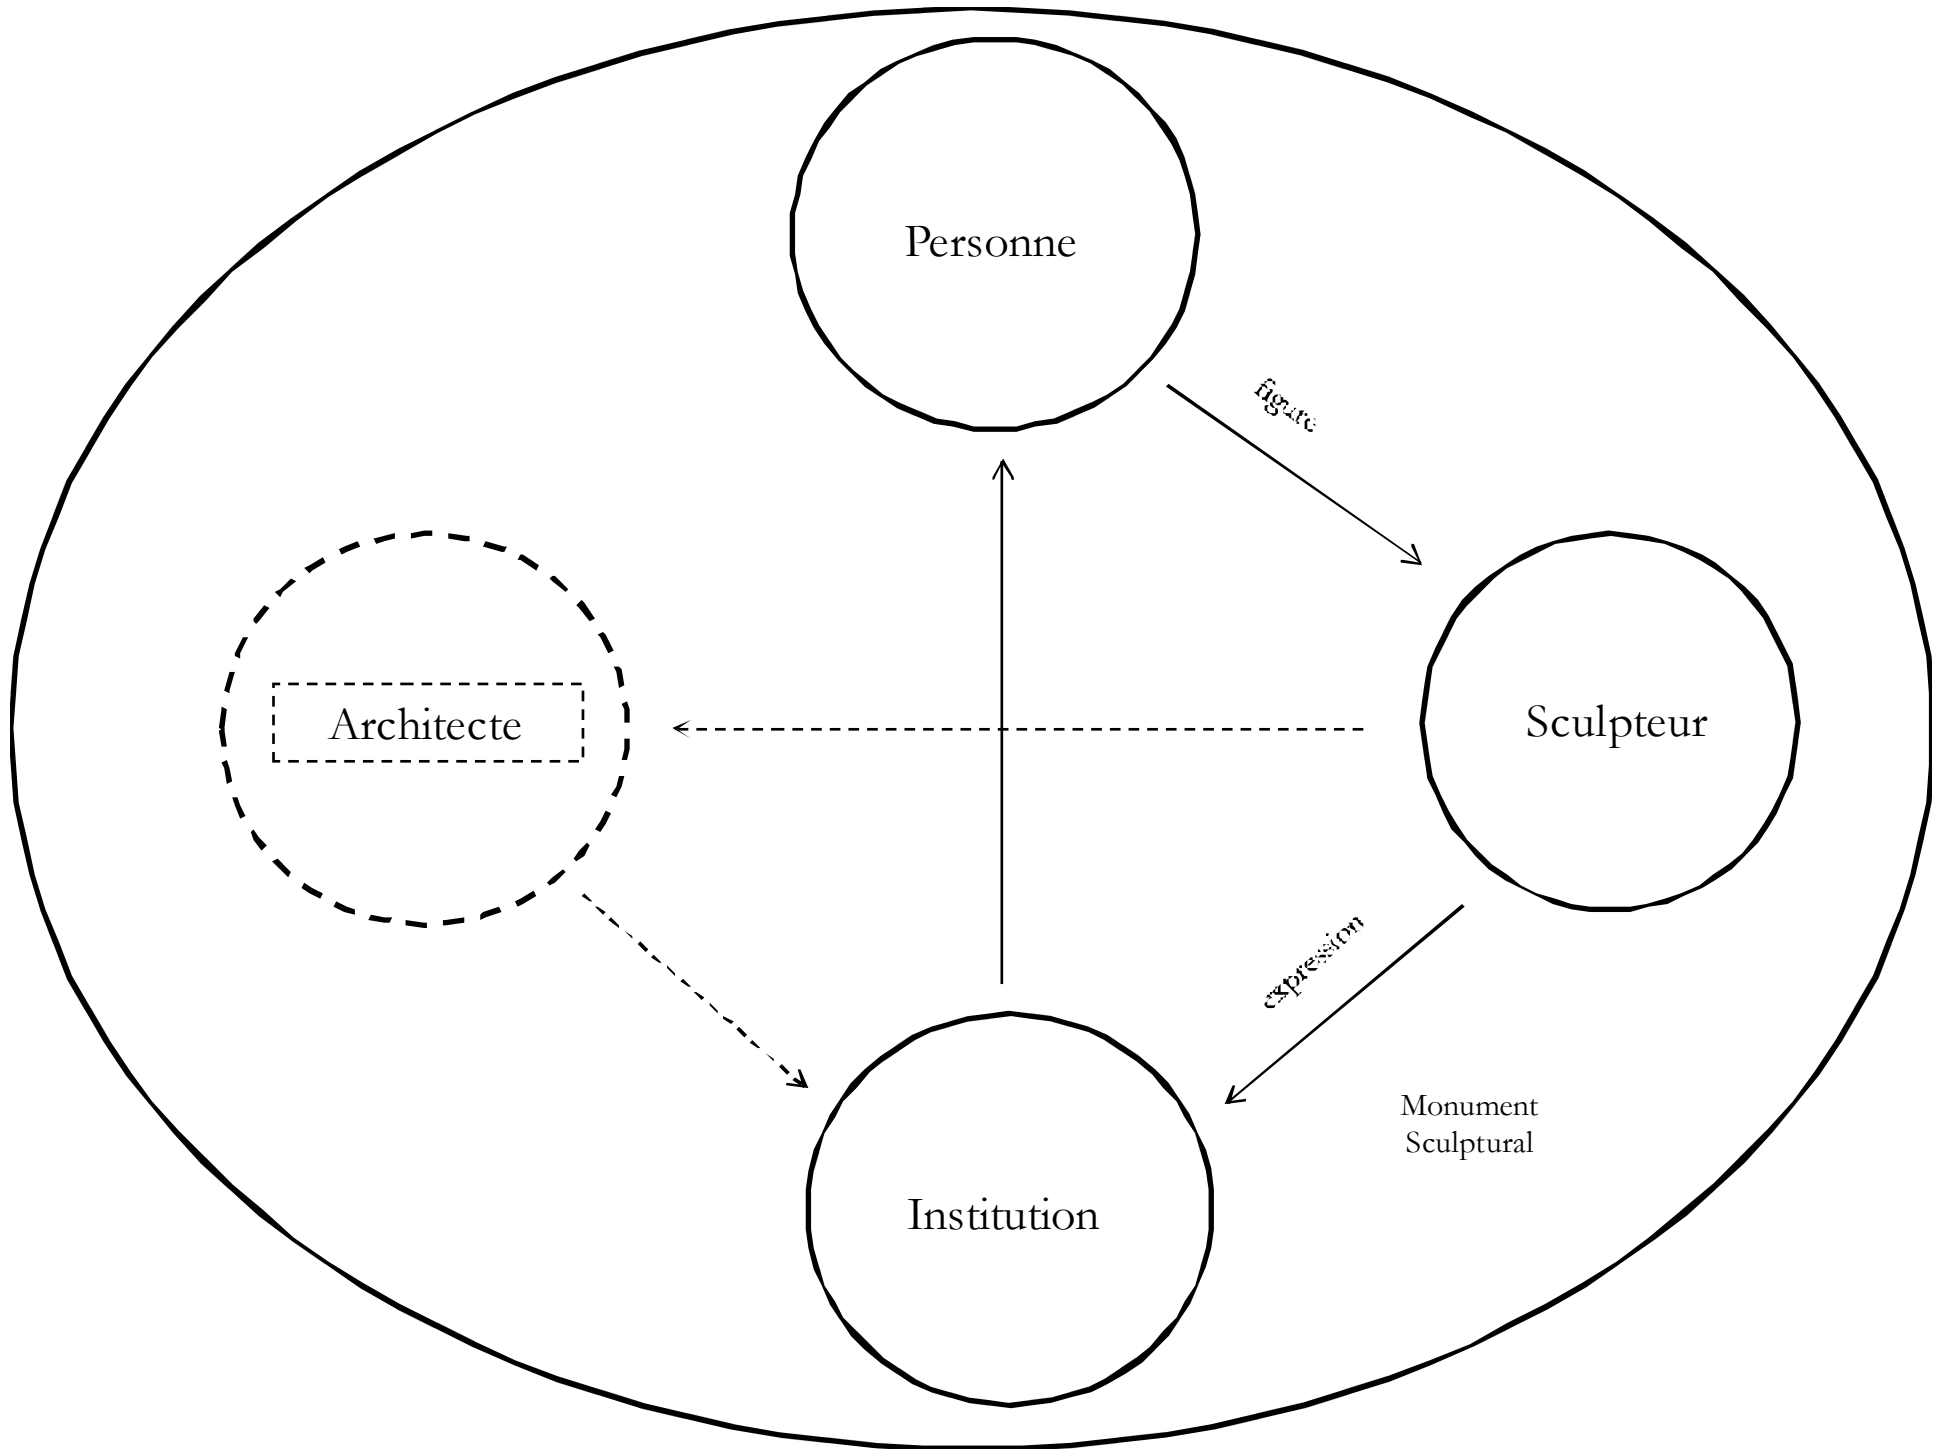 Personne
figure
Architecte
Sculpteur
expression
Monument
Sculptural
Institution